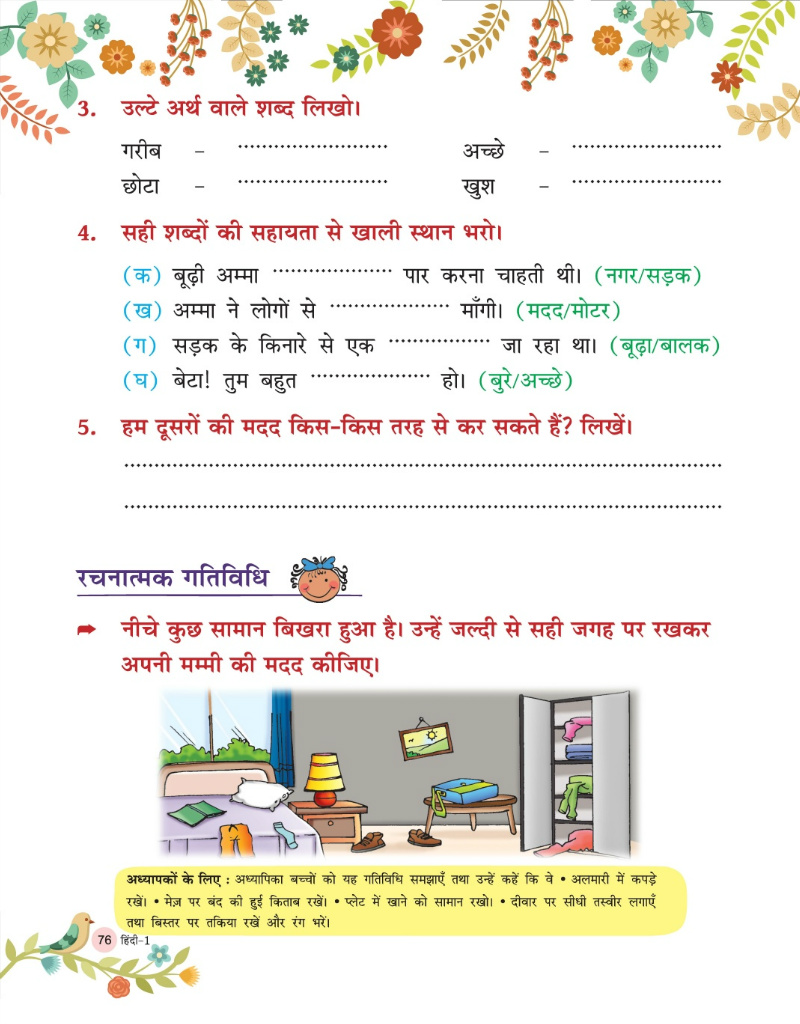 3. उल्टे अर्थ वाले शब्द लिखो।
गरीब – .......................... अच्छे – ..........................
छोटा – .......................... खुश – ..........................
4. सही शब्दों की सहायता से खाली स्थान भरो।
(क) बूढ़ी अम्मा .................... पार करना चाहती थी। (नगर/सड़क)
(ख) अम्मा ने लोगों से .................... माँगी। (मदद/मोटर)
(ग) सड़क के किनारे से एक .................... जा रहा था। (बूढ़ा/बालक)
(घ) बेटा! तुम बहुत .................... हो। (बुरे/अच्छे)
5. हम दूसरों की मदद किस-किस तरह से कर सकते हैं? लिखें।
....................................................................................................
....................................................................................................
रचनात्मक गतिविधि
➡ नीचे कुछ सामान बिखरा हुआ है। उन्हें जल्दी से सही जगह पर रखकर
अपनी मम्मी की मदद कीजिए।
अध्यापकों के लिए : अध्यापिका बच्चों को यह गतिविधि समझाएँ तथा उन्हें कहें कि वे • अलमारी में कपड़े
रखें। • मेज़ पर बंद की हुई किताब रखें। • प्लेट में खाने को सामान रखो। • दीवार पर सीधी तस्वीर लगाएँ
तथा बिस्तर पर तकिया रखें और रंग भरें।
76 हिंदी-1